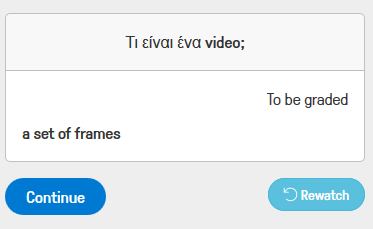 Τι είναι ένα video;
To be graded
a set of frames
Continue
Rewatch